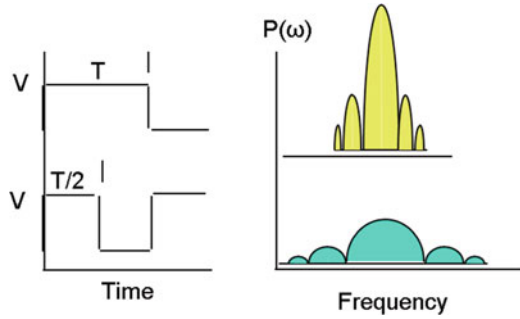 T
V
T/2
V
Time
P(ω)
Frequency